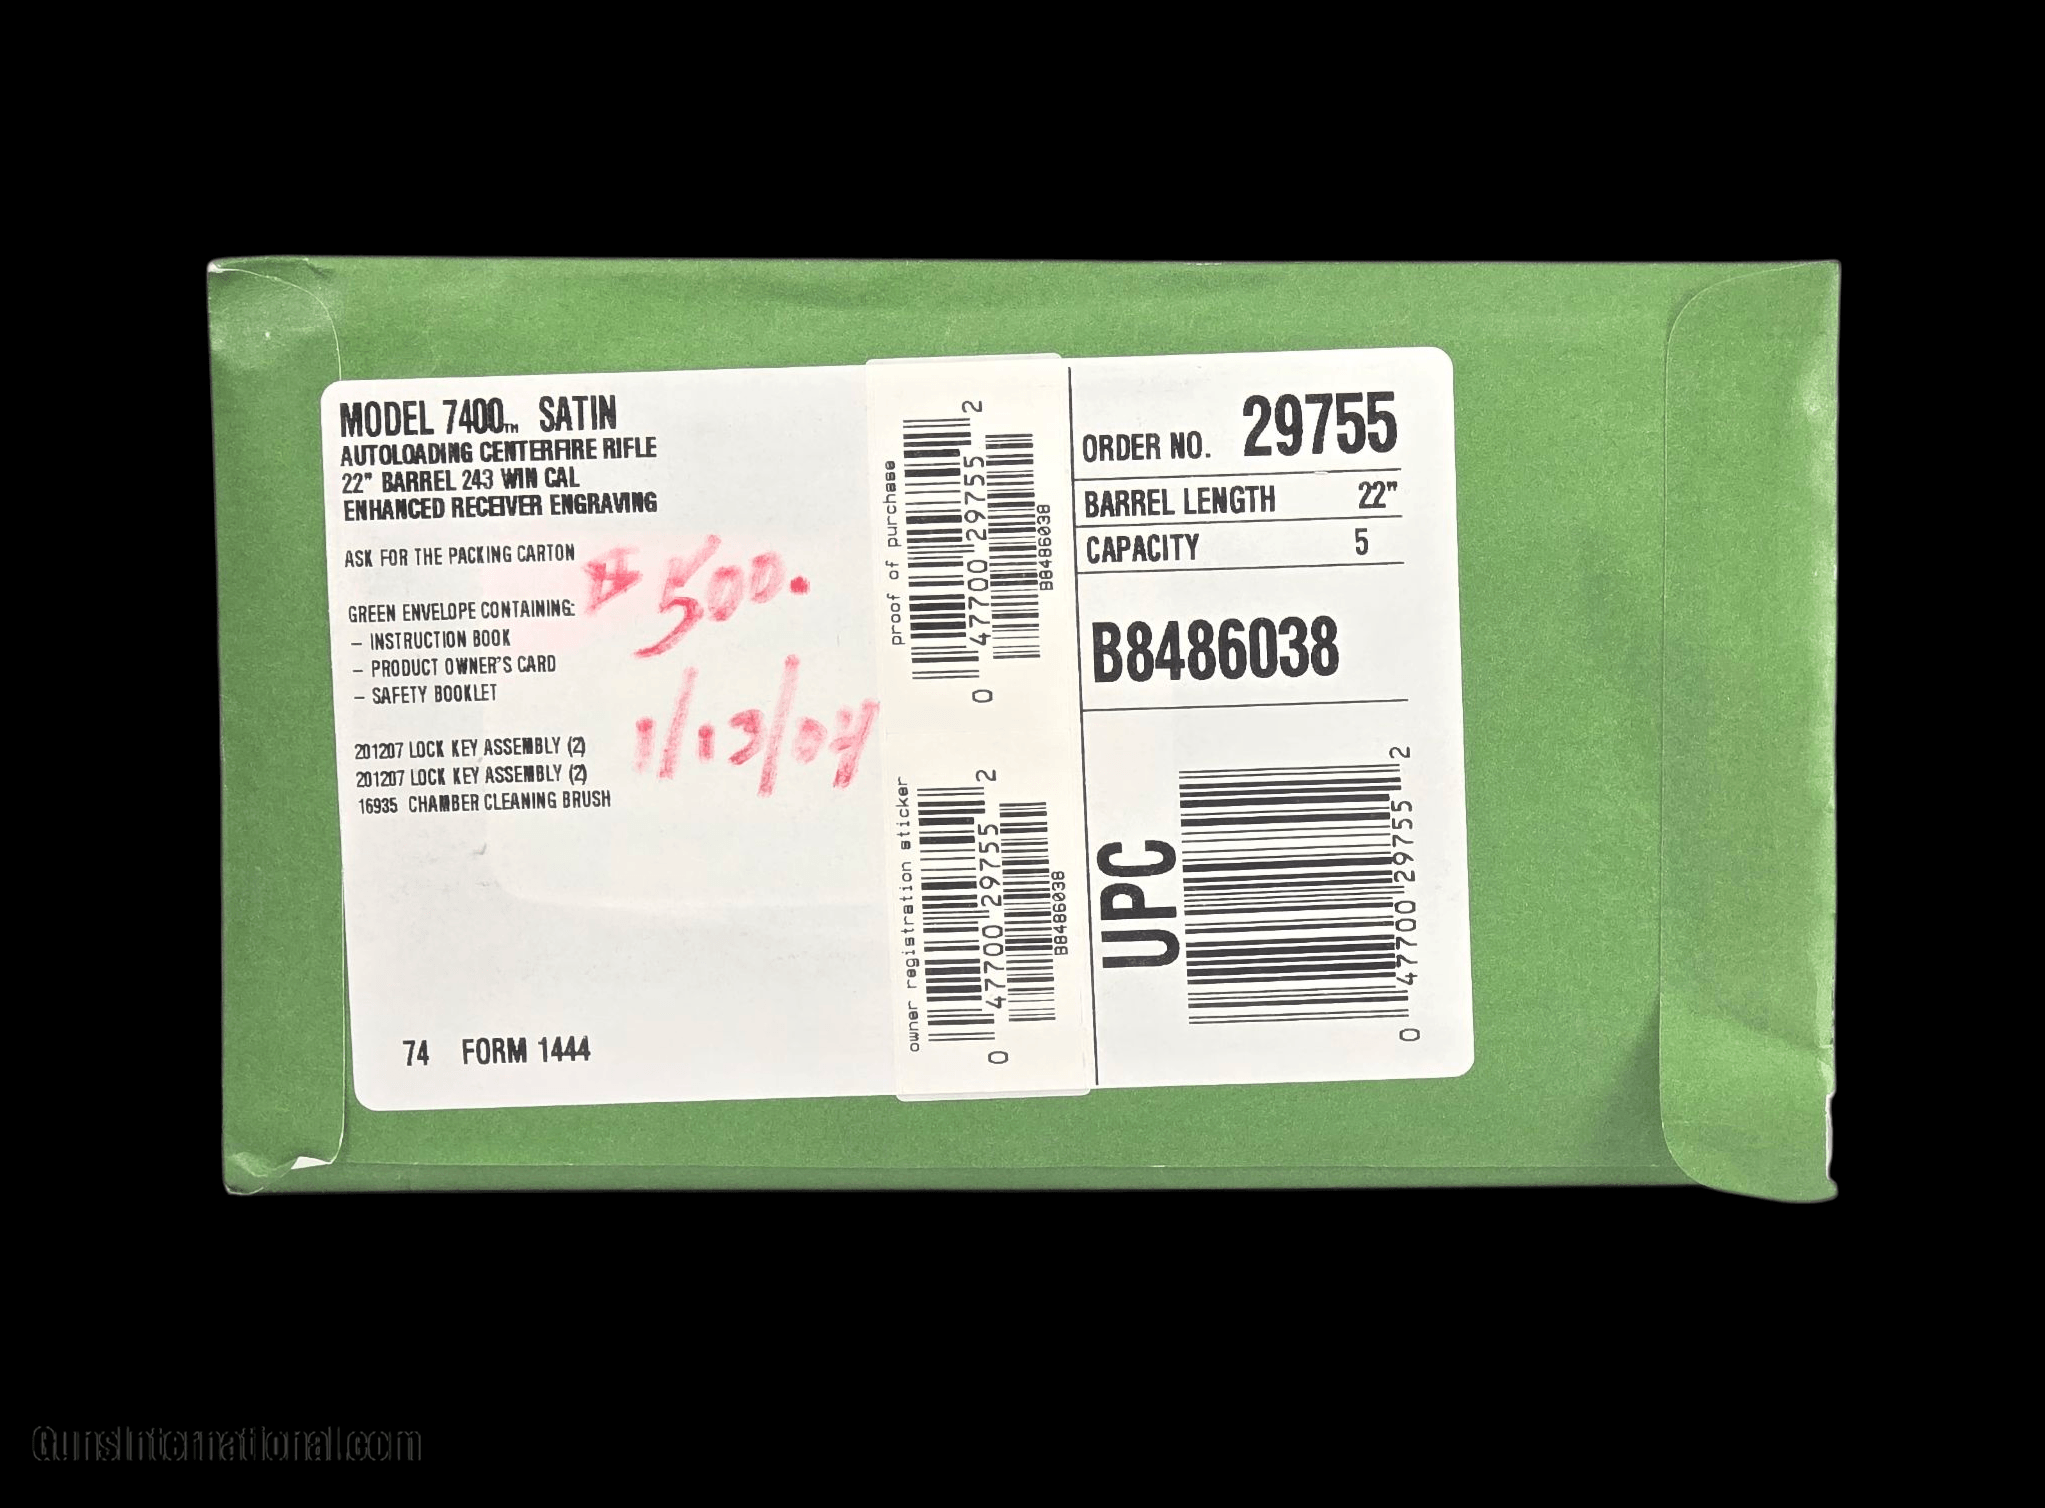 MODEL 7400™ SATIN
AUTOLOADING CENTERFIRE RIFLE
22" BARREL 243 WIN CAL
ENHANCED RECEIVER ENGRAVING
ASK FOR THE PACKING CARTON
GREEN ENVELOPE CONTAINING:
– INSTRUCTION BOOK
– PRODUCT OWNER'S CARD
– SAFETY BOOKLET
201207 LOCK KEY ASSEMBLY (2)
201207 LOCK KEY ASSEMBLY (2)
16935 CHAMBER CLEANING BRUSH
$500.
1/13/04
74 FORM 1444
proof of purchase
0 47700 29755 2
B8486038
owner registration sticker
0 47700 29755 2
B8486038
ORDER NO. 29755
BARREL LENGTH 22"
CAPACITY 5
B8486038
UPC
0 47700 29755 2
GunsInternational.com